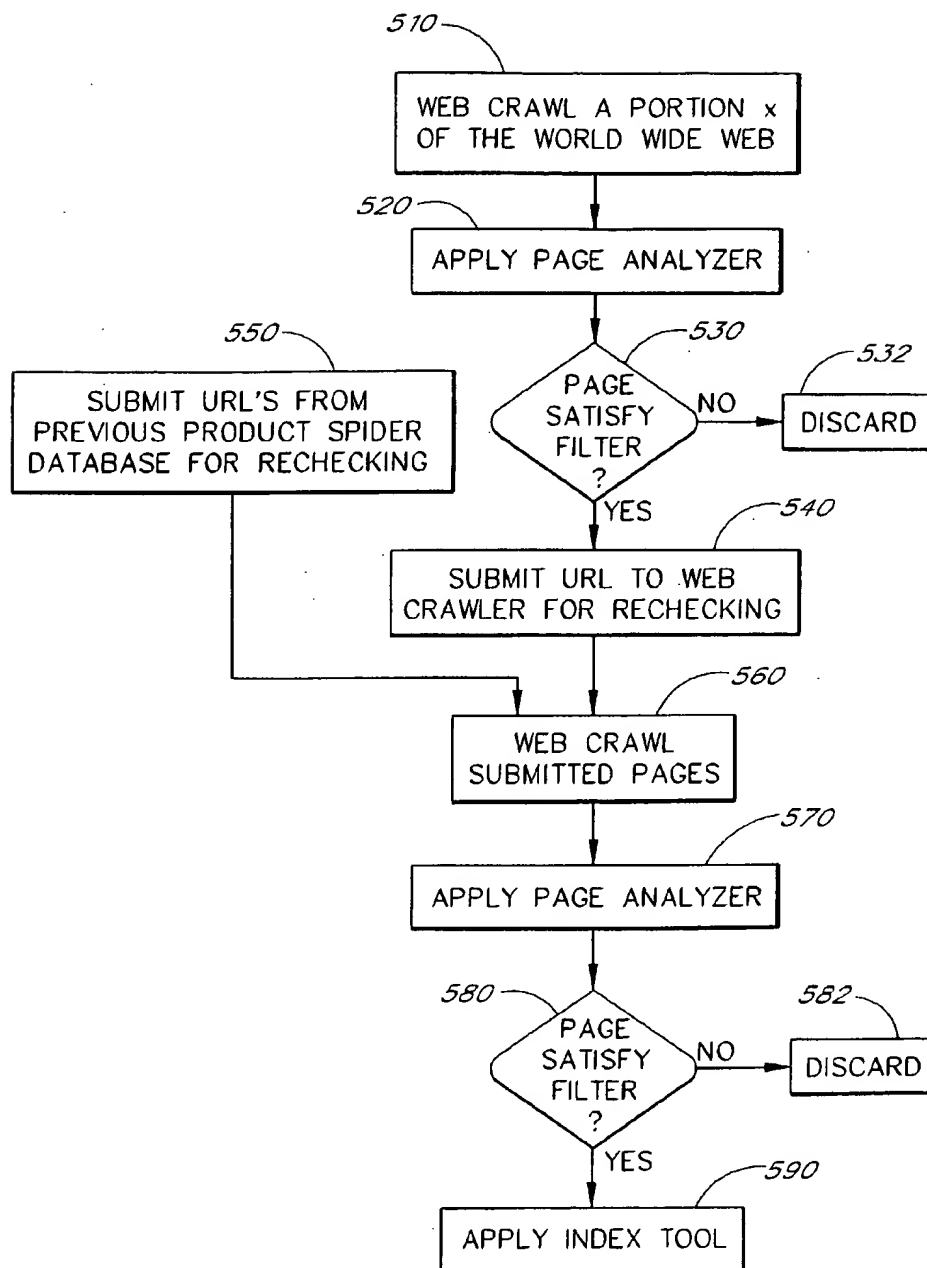 510
WEB CRAWL A PORTION x
OF THE WORLD WIDE WEB
520
APPLY PAGE ANALYZER
530
PAGE
SATISFY
FILTER
?
NO
532
DISCARD
YES
550
SUBMIT URL'S FROM
PREVIOUS PRODUCT SPIDER
DATABASE FOR RECHECKING
540
SUBMIT URL TO WEB
CRAWLER FOR RECHECKING
560
WEB CRAWL
SUBMITTED PAGES
570
APPLY PAGE ANALYZER
580
PAGE
SATISFY
FILTER
?
NO
582
DISCARD
YES
590
APPLY INDEX TOOL